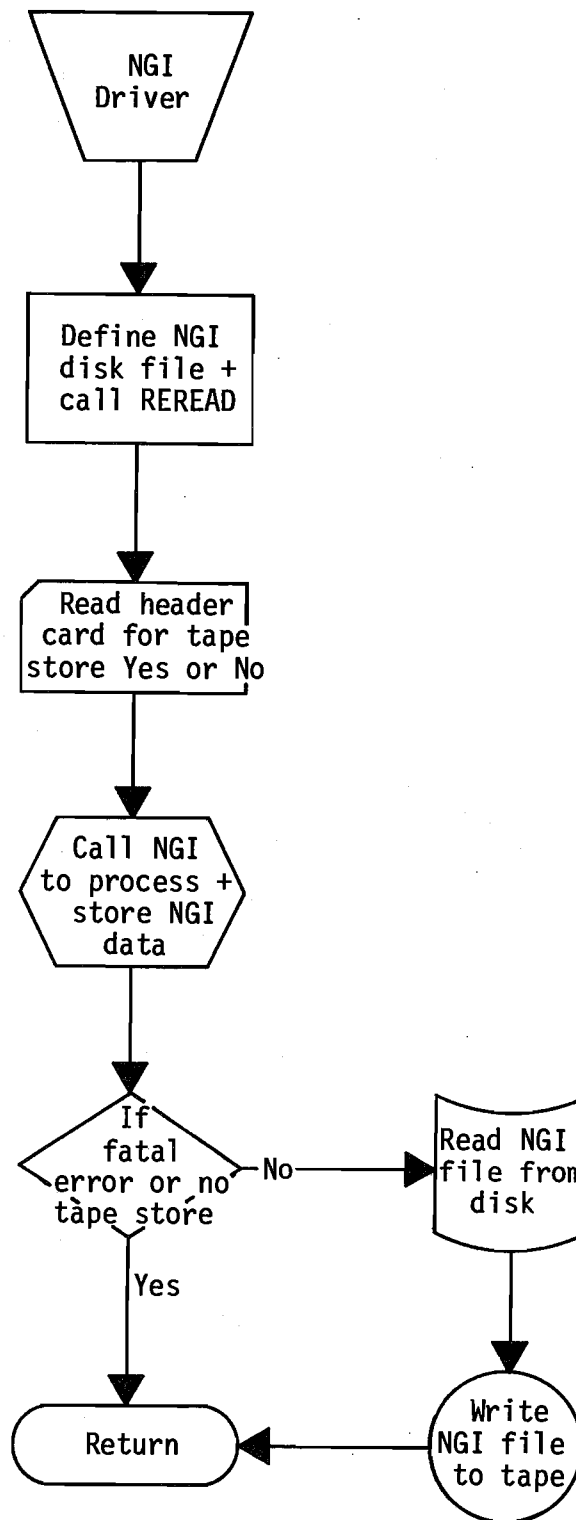 NGI
Driver
Define NGI
disk file +
call REREAD
Read header
card for tape
store Yes or No
Call NGI
to process +
store NGI
data
If
fatal
error or no
tape store
No
Read NGI
file from
disk
Yes
Return
Write
NGI file
to tape